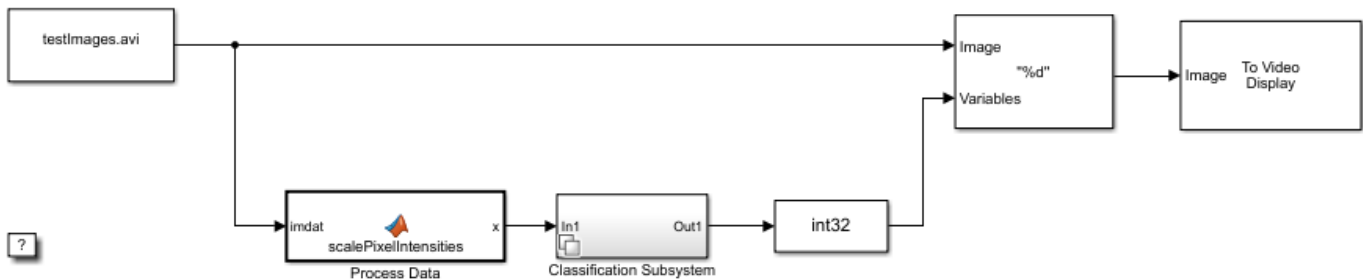 testImages.avi
Image
"%d"
Variables
Image
To Video
Display
imdat
scalePixelIntensities
x
Process Data
In1
Out1
Classification Subsystem
int32
?